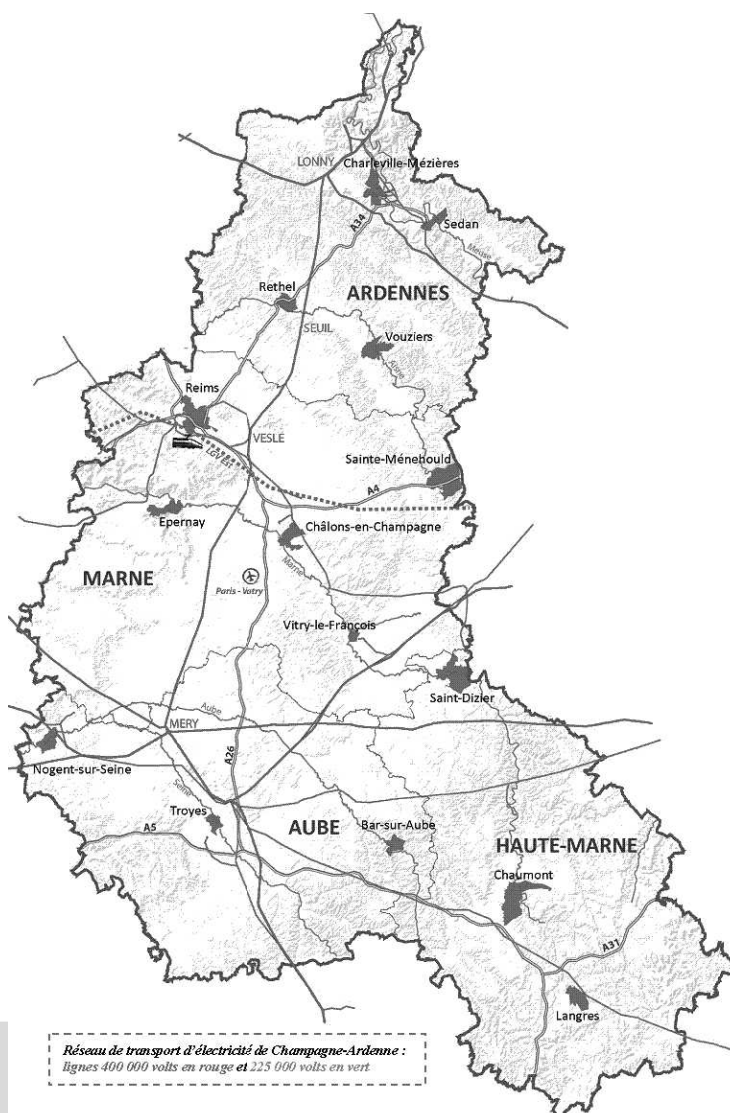 LONNY
Charleville-Mézières
Sedan
A34
Meuse
Rethel
ARDENNES
SEUIL
Vouziers
Aisne
Reims
VESLE
LGV Est
Sainte-Ménehould
A4
Epernay
Châlons-en-Champagne
MARNE
Marne
Paris - Vatry
Vitry-le-François
Saint-Dizier
Aube
MERY
A26
Nogent-sur-Seine
Seine
Troyes
A5
AUBE
Bar-sur-Aube
HAUTE-MARNE
Chaumont
A31
Langres
Réseau de transport d'électricité de Champagne-Ardenne :
lignes 400 000 volts en rouge et 225 000 volts en vert